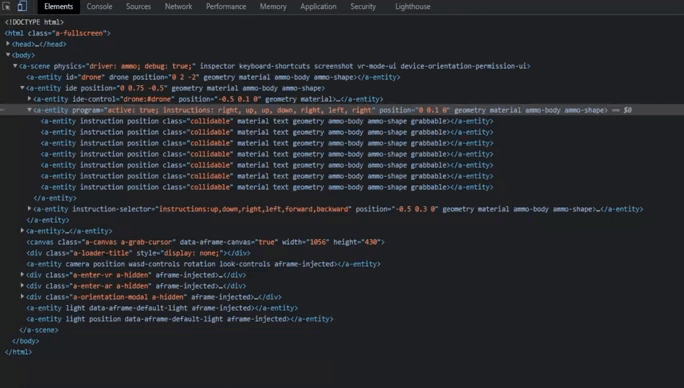 Elements Console Sources Network Performance Memory Application Security Lighthouse
<!DOCTYPE html>
<html class="a-fullscreen">
<head>…</head>
<body>
<a-scene physics="driver: ammo; debug: true;" inspector keyboard-shortcuts screenshot vr-mode-ui device-orientation-permission-ui>
<a-entity id="drone" drone position="0 2 -2" geometry material ammo-body ammo-shape></a-entity>
<a-entity ide position="0 0.75 -0.5" geometry material ammo-body ammo-shape>
<a-entity ide-control="drone:#drone" position="-0.5 0.1 0" geometry material>…</a-entity>
<a-entity program="active: true; instructions: right, up, up, down, right, left, right" position="0 0.1 0" geometry material ammo-body ammo-shape> == $0
<a-entity instruction position class="collidable" material text geometry ammo-body ammo-shape grabbable></a-entity>
<a-entity instruction position class="collidable" material text geometry ammo-body ammo-shape grabbable></a-entity>
<a-entity instruction position class="collidable" material text geometry ammo-body ammo-shape grabbable></a-entity>
<a-entity instruction position class="collidable" material text geometry ammo-body ammo-shape grabbable></a-entity>
<a-entity instruction position class="collidable" material text geometry ammo-body ammo-shape grabbable></a-entity>
<a-entity instruction position class="collidable" material text geometry ammo-body ammo-shape grabbable></a-entity>
<a-entity instruction position class="collidable" material text geometry ammo-body ammo-shape grabbable></a-entity>
</a-entity>
<a-entity instruction-selector="instructions:up,down,right,left,forward,backward" position="-0.5 0.3 0" geometry material ammo-body ammo-shape>…</a-entity>
</a-entity>
<a-entity>…</a-entity>
<canvas class="a-canvas a-grab-cursor" data-aframe-canvas="true" width="1056" height="430">
<div class="a-loader-title" style="display: none;"></div>
<a-entity camera position wasd-controls rotation look-controls aframe-injected></a-entity>
<div class="a-enter-vr a-hidden" aframe-injected>…</div>
<div class="a-enter-ar a-hidden" aframe-injected>…</div>
<div class="a-orientation-modal a-hidden" aframe-injected>…</div>
<a-entity light data-aframe-default-light aframe-injected></a-entity>
<a-entity light position data-aframe-default-light aframe-injected></a-entity>
</a-scene>
</body>
</html>